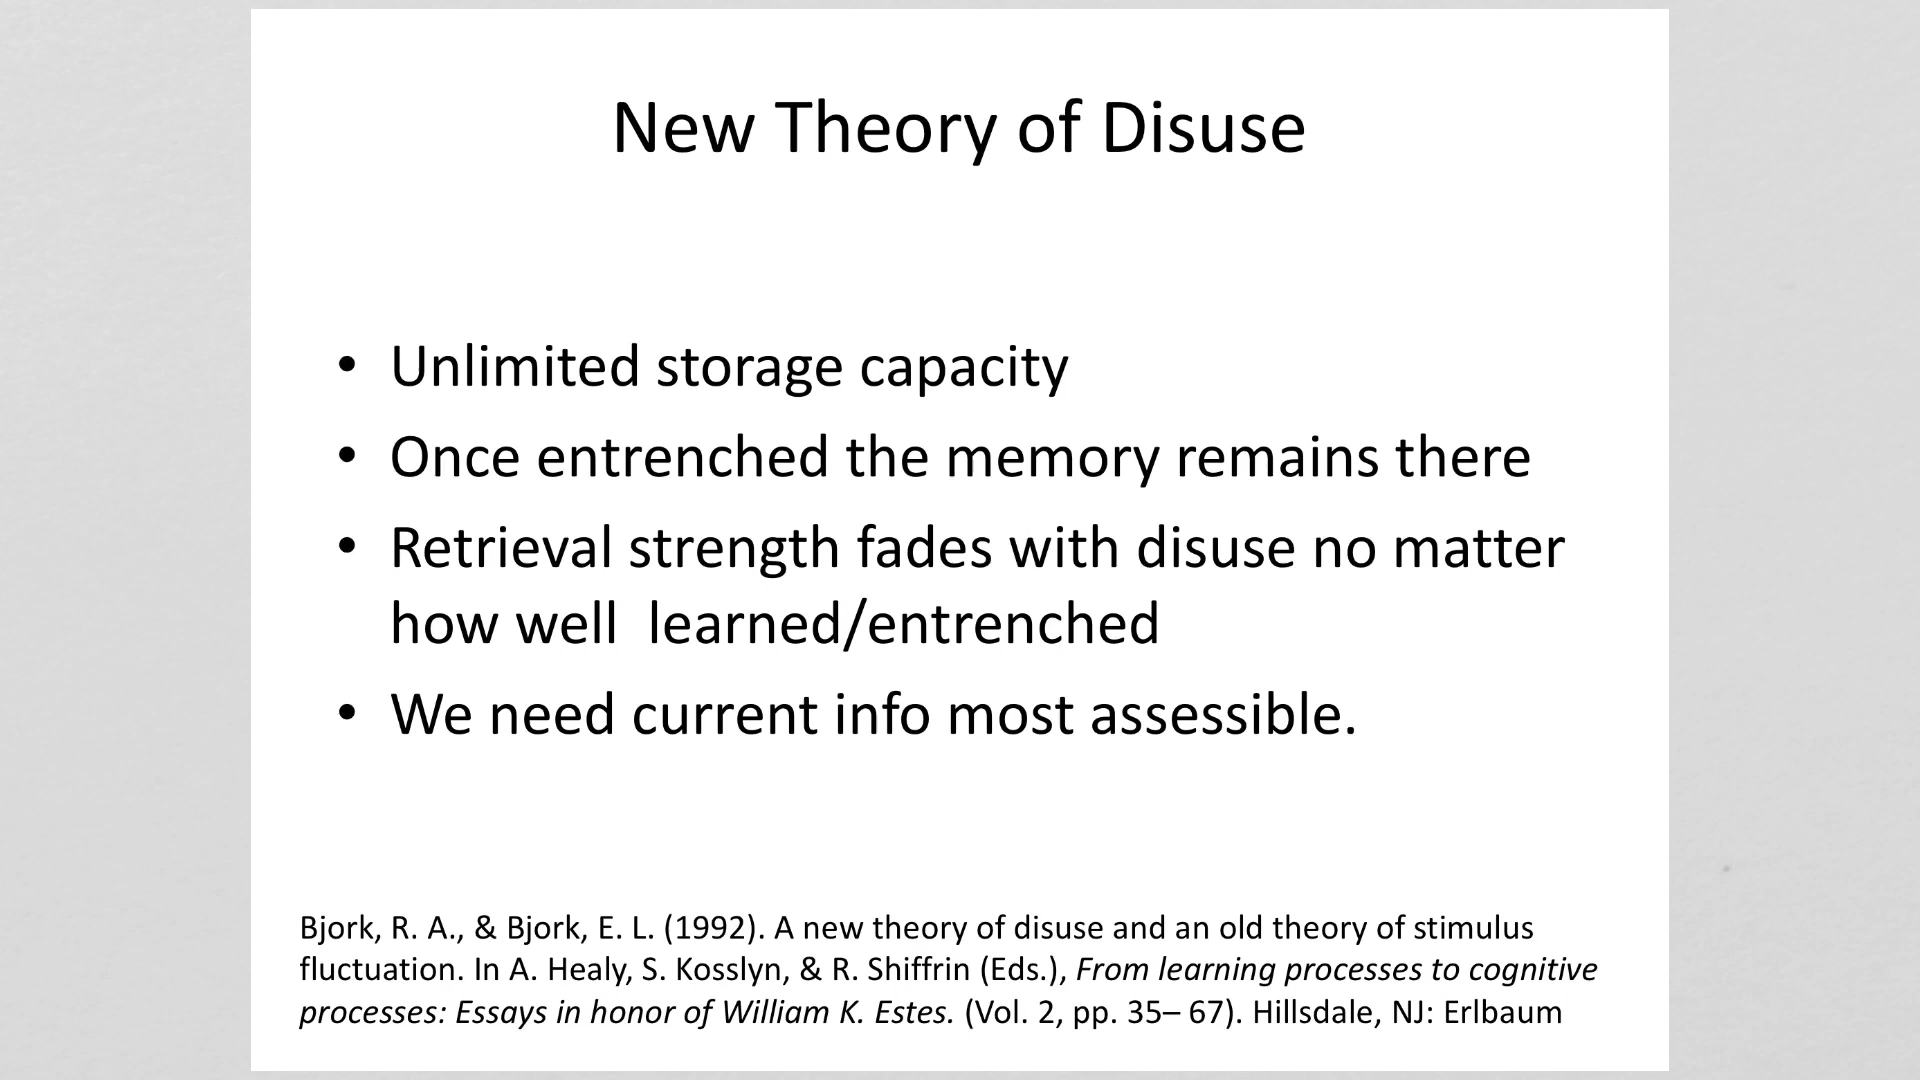 New Theory of Disuse
• Unlimited storage capacity
• Once entrenched the memory remains there
• Retrieval strength fades with disuse no matter
how well  learned/entrenched
• We need current info most assessible.
Bjork, R. A., & Bjork, E. L. (1992). A new theory of disuse and an old theory of stimulus
fluctuation. In A. Healy, S. Kosslyn, & R. Shiffrin (Eds.), From learning processes to cognitive
processes: Essays in honor of William K. Estes. (Vol. 2, pp. 35– 67). Hillsdale, NJ: Erlbaum